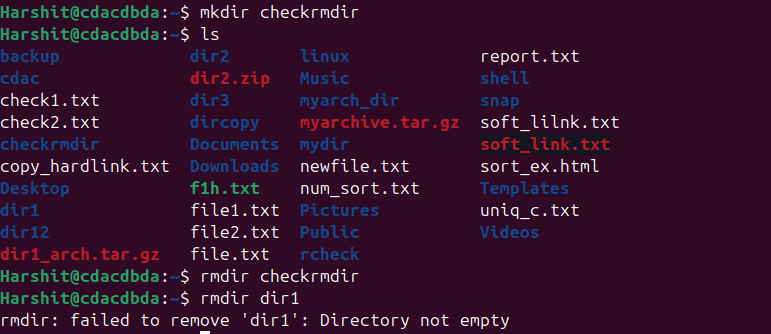 Harshit@cdacdbda:~$ mkdir checkrmdir
Harshit@cdacdbda:~$ ls
backup dir2 linux report.txt
cdac dir2.zip Music shell
check1.txt dir3 myarch_dir snap
check2.txt dircopy myarchive.tar.gz soft_lilnk.txt
checkrmdir Documents mydir soft_link.txt
copy_hardlink.txt Downloads newfile.txt sort_ex.html
Desktop f1h.txt num_sort.txt Templates
dir1 file1.txt Pictures uniq_c.txt
dir12 file2.txt Public Videos
dir1_arch.tar.gz file.txt rcheck
Harshit@cdacdbda:~$ rmdir checkrmdir
Harshit@cdacdbda:~$ rmdir dir1
rmdir: failed to remove 'dir1': Directory not empty